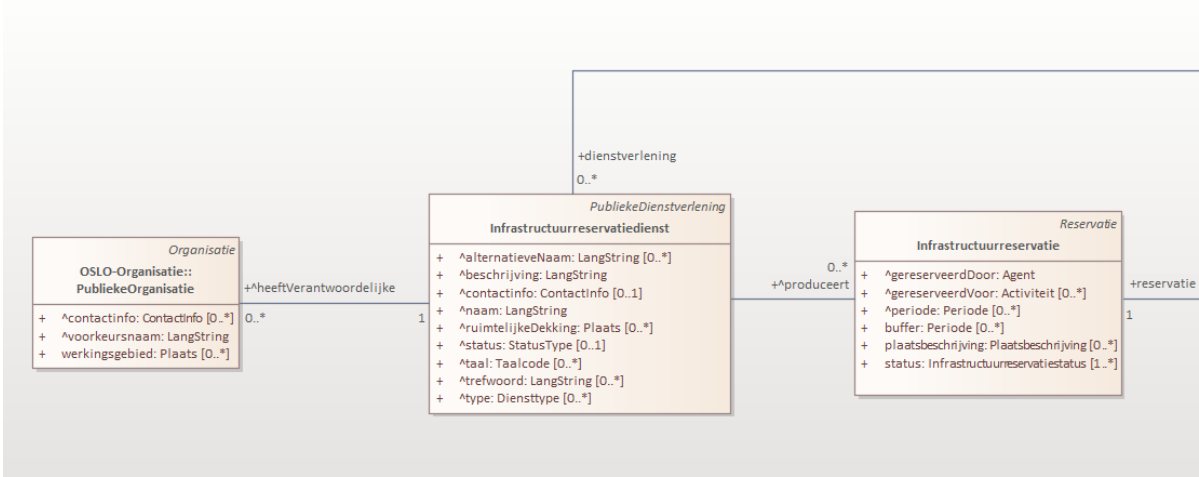 +dienstverlening
0..*
PubliekeDienstverlening
Infrastructuurreservatiedienst
+ ^alternatieveNaam: LangString [0..*]
+ ^beschrijving: LangString
+ ^contactinfo: ContactInfo [0..1]
+ ^naam: LangString
+ ^ruimtelijkeDekking: Plaats [0..*]
+ ^status: StatusType [0..1]
+ ^taal: Taalcode [0..*]
+ ^trefwoord: LangString [0..*]
+ ^type: Diensttype [0..*]
Organisatie
OSLO-Organisatie::
PubliekeOrganisatie
+ ^contactinfo: ContactInfo [0..*]
+ ^voorkeursnaam: LangString
+ werkingsgebied: Plaats [0..*]
+^heeftVerantwoordelijke
0..*
1
0..*
+^produceert
Reservatie
Infrastructuurreservatie
+ ^gereserveerdDoor: Agent
+ ^gereserveerdVoor: Activiteit [0..*]
+ ^periode: Periode [0..*]
+ buffer: Periode [0..*]
+ plaatsbeschrijving: Plaatsbeschrijving [0..*]
+ status: Infrastructuurreservatiestatus [1..*]
+reservatie
1